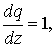 dq/dz = 1,